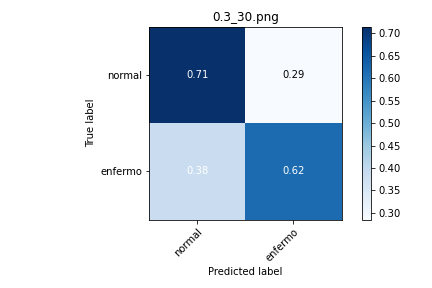 0.3_30.png
normal
enfermo
True label
0.71
0.29
0.38
0.62
normal
enfermo
Predicted label
0.70
0.65
0.60
0.55
0.50
0.45
0.40
0.35
0.30